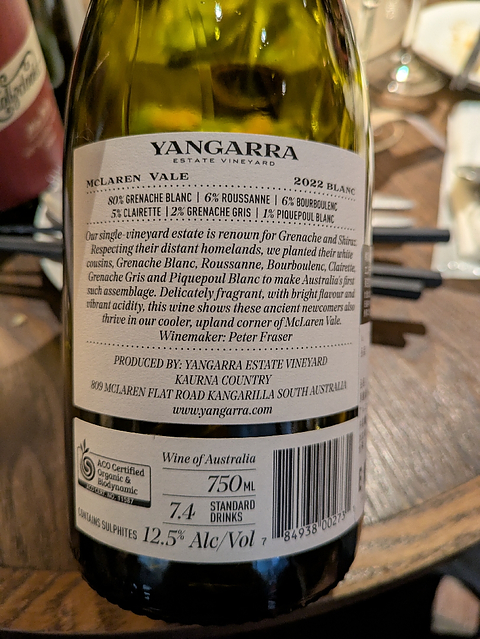 YANGARRA
ESTATE VINEYARD
McLAREN VALE 2022 BLANC
80% GRENACHE BLANC | 6% ROUSSANNE | 6% BOURBOULENC
5% CLAIRETTE | 2% GRENACHE GRIS | 1% PIQUEPOUL BLANC
Our single-vineyard estate is renown for Grenache and Shiraz.
Respecting their distant homelands, we planted their white
cousins, Grenache Blanc, Roussanne, Bourboulenc, Clairette,
Grenache Gris and Piquepoul Blanc to make Australia's first
such assemblage. Delicately fragrant, with bright flavour and
vibrant acidity, this wine shows these ancient newcomers also
thrive in our cooler, upland corner of McLaren Vale.
Winemaker: Peter Fraser
PRODUCED BY: YANGARRA ESTATE VINEYARD
KAURNA COUNTRY
809 MCLAREN FLAT ROAD KANGARILLA SOUTH AUSTRALIA
www.yangarra.com
ACO Certified
Organic &
Biodynamic
Wine of Australia
750ML
7.4 STANDARD
DRINKS
CONTAINS SULPHITES 12.5% Alc/Vol
7 84938 00273